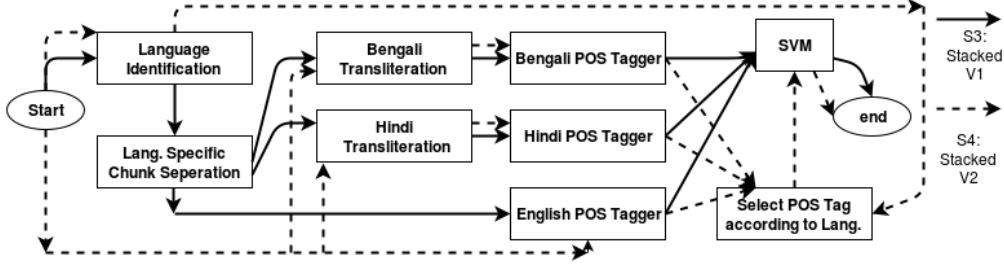 Start
Language
Identification
Lang. Specific
Chunk Seperation
Bengali
Transliteration
Hindi
Transliteration
Bengali POS Tagger
Hindi POS Tagger
English POS Tagger
SVM
end
Select POS Tag
according to Lang.
S3:
Stacked
V1
S4:
Stacked
V2